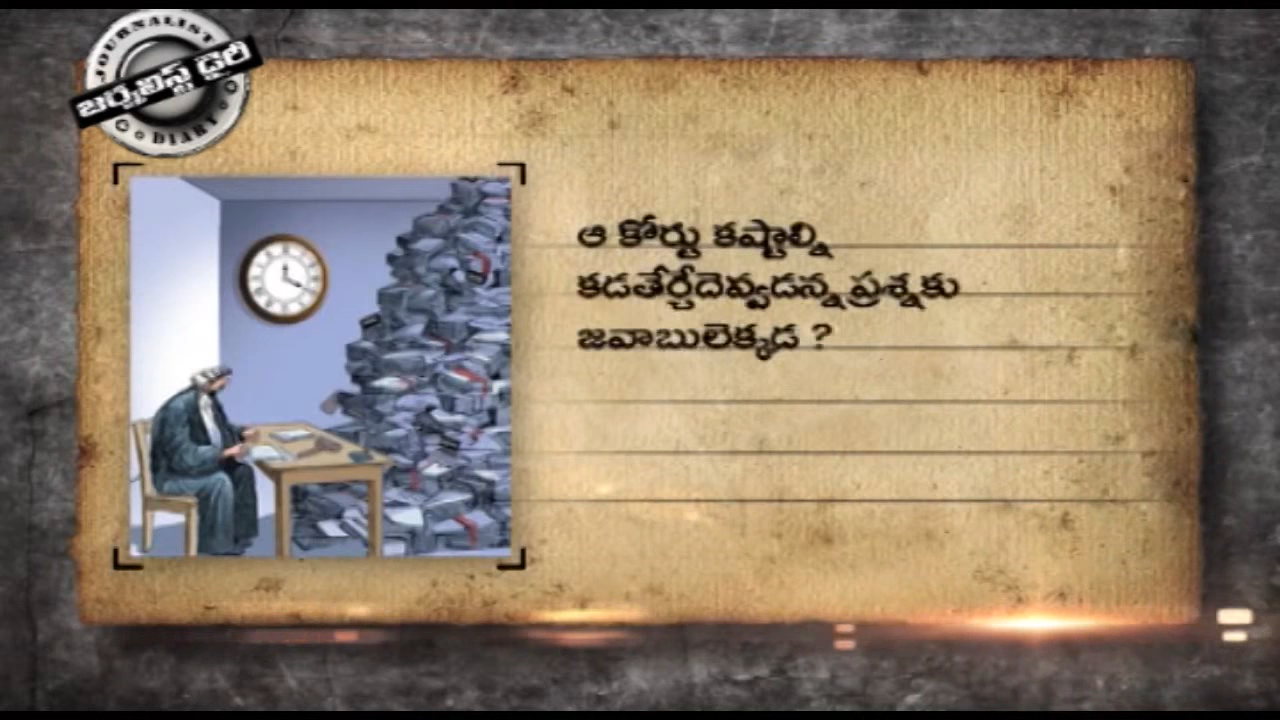 JOURNALIST
జర్నలిస్ట్ డైరీ
DIARY
ఆ కోర్టు కష్టాల్ని
కడతేర్చేదెవ్వడన్న ప్రశ్నకు
జవాబులెక్కడ ?